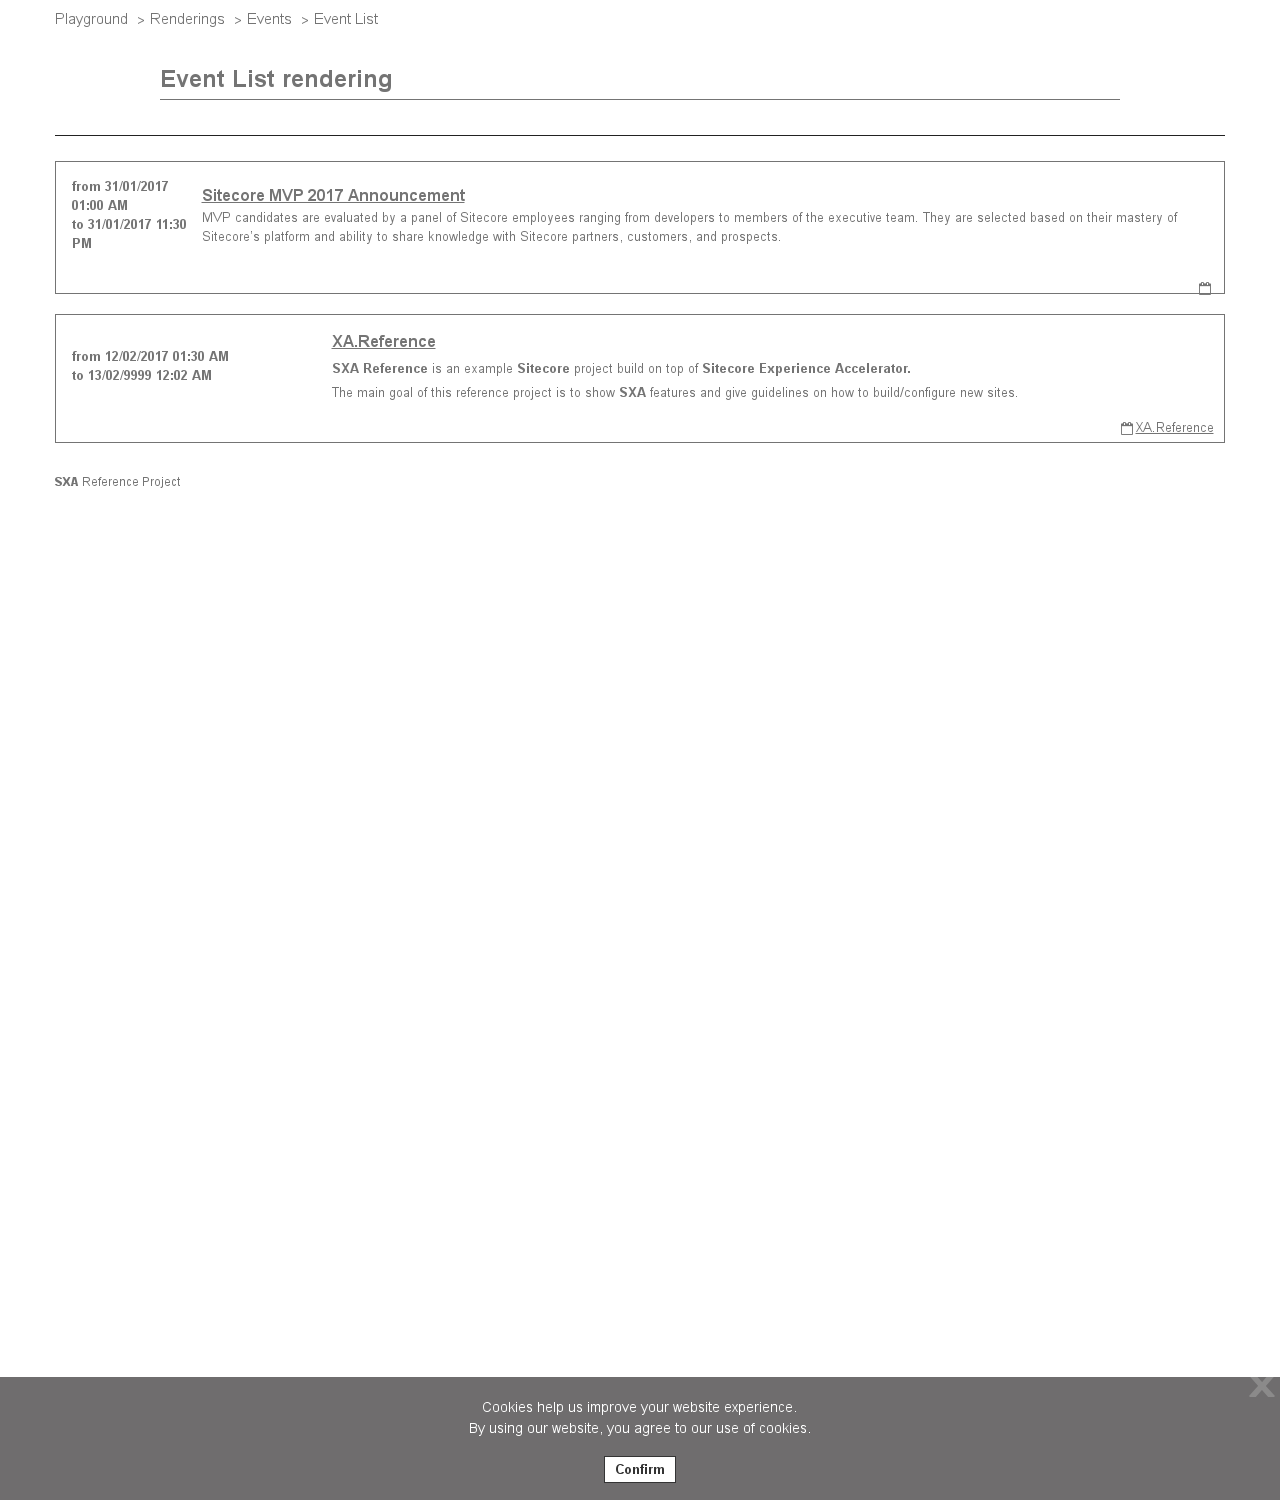 Playground > Renderings > Events > Event List
Event List rendering
from 31/01/2017
01:00 AM
to 31/01/2017 11:30
PM
Sitecore MVP 2017 Announcement
MVP candidates are evaluated by a panel of Sitecore employees ranging from developers to members of the executive team. They are selected based on their mastery of
Sitecore's platform and ability to share knowledge with Sitecore partners, customers, and prospects.
from 12/02/2017 01:30 AM
to 13/02/9999 12:02 AM
XA.Reference
SXA Reference is an example Sitecore project build on top of Sitecore Experience Accelerator.
The main goal of this reference project is to show SXA features and give guidelines on how to build/configure new sites.
XA.Reference
SXA Reference Project
X
Cookies help us improve your website experience.
By using our website, you agree to our use of cookies.
Confirm